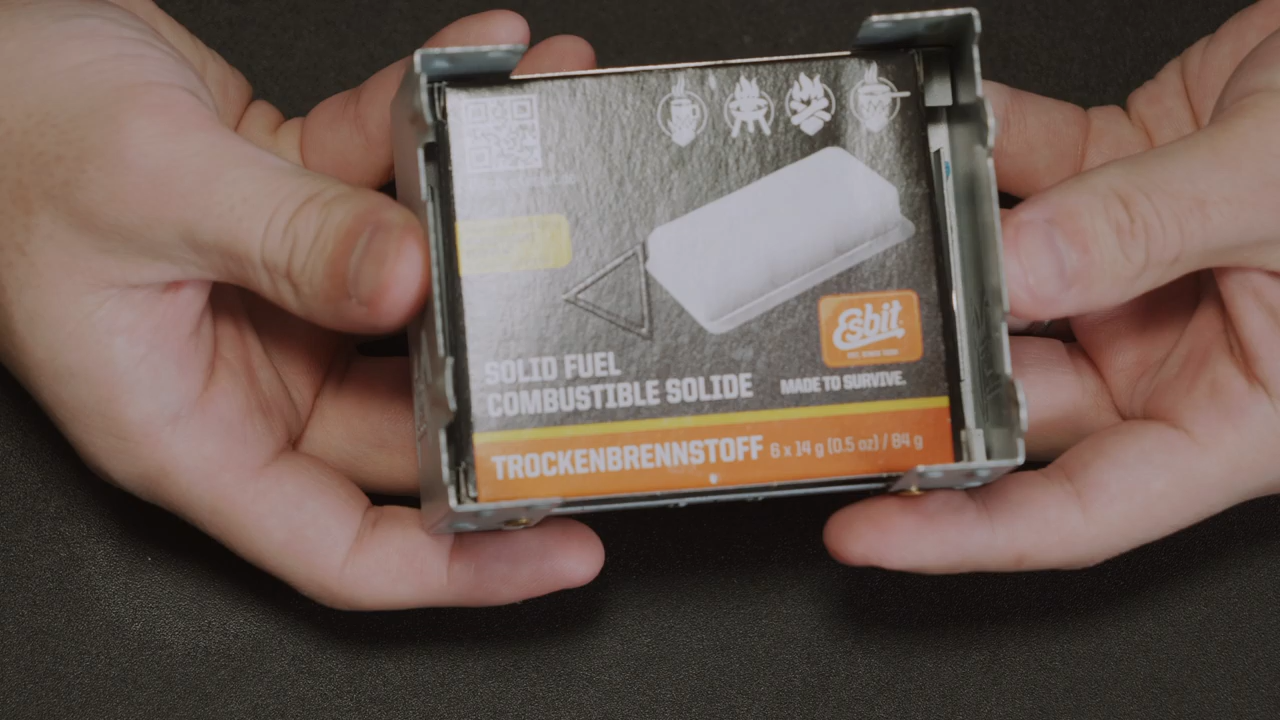 SOLID FUEL
COMBUSTIBLE SOLIDE
Esbit
MADE TO SURVIVE.
TROCKENBRENNSTOFF 6 x 14 g (0.5 oz) / 84 g